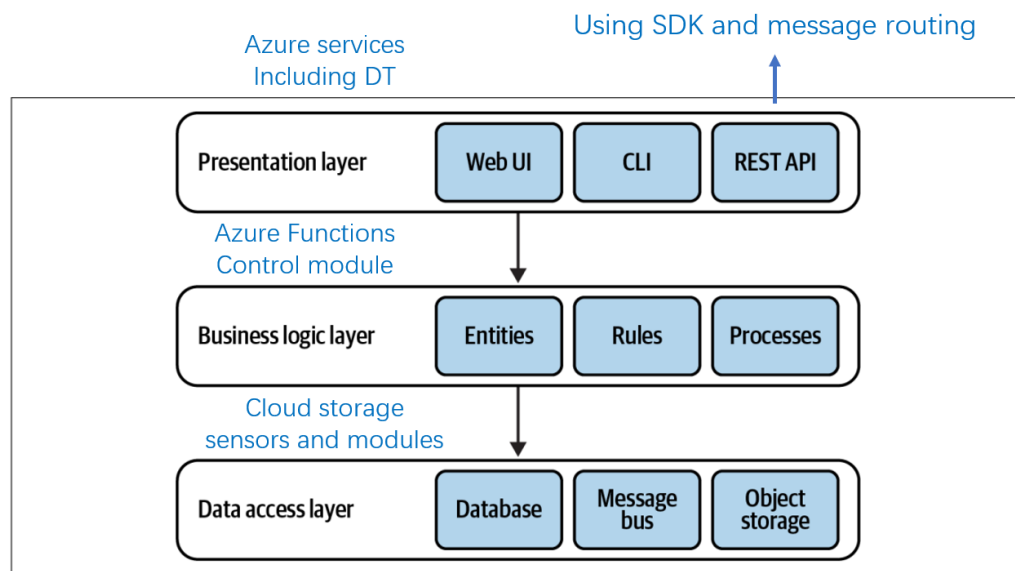 Using SDK and message routing
Azure services
Including DT
Presentation layer
Web UI
CLI
REST API
Azure Functions
Control module
Business logic layer
Entities
Rules
Processes
Cloud storage
sensors and modules
Data access layer
Database
Message
bus
Object
storage